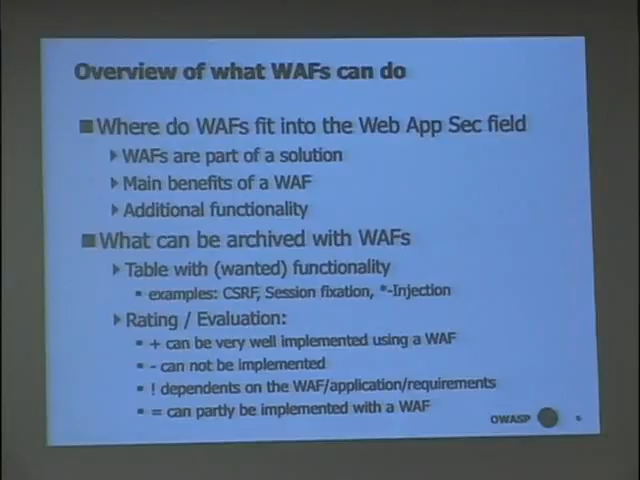 Overview of what WAFs can do
Where do WAFs fit into the Web App Sec field
WAFs are part of a solution
Main benefits of a WAF
Additional functionality
What can be archived with WAFs
Table with (wanted) functionality
examples: CSRF, Session fixation, *-Injection
Rating / Evaluation:
+ can be very well implemented using a WAF
- can not be implemented
! dependents on the WAF/application/requirements
= can partly be implemented with a WAF
OWASP